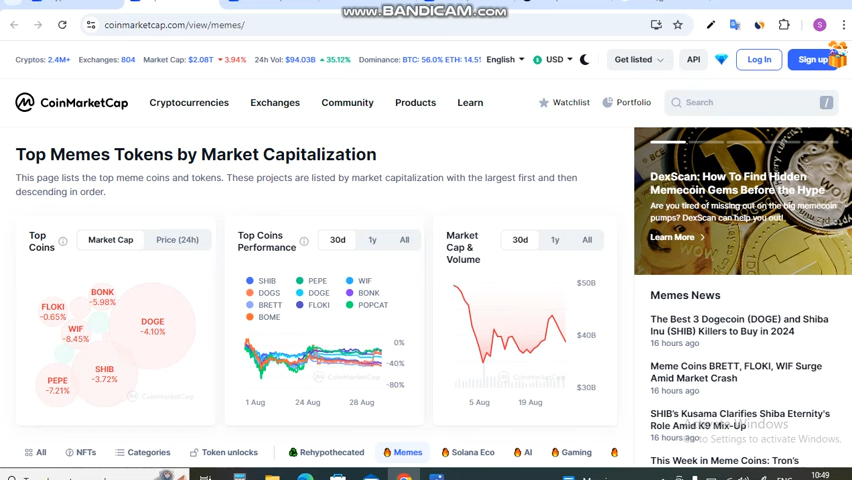 www.BANDICAM.com
coinmarketcap.com/view/memes/
S
Cryptos: 2.4M+ Exchanges: 804 Market Cap: $2.08T 3.94% 24h Vol: $94.03B 35.12% Dominance: BTC: 56.0% ETH: 14.5
English USD Get listed API Log In Sign up
CoinMarketCap Cryptocurrencies Exchanges Community Products Learn Watchlist Portfolio Search /
Top Memes Tokens by Market Capitalization
This page lists the top meme coins and tokens. These projects are listed by market capitalization with the largest first and then
descending in order.
Top Coins
Market Cap Price (24h)
BONK
-5.98%
FLOKI
-0.65%
WIF
-8.45%
DOGE
-4.10%
SHIB
-3.72%
PEPE
-7.21%
CoinMarketCap
Top Coins
Performance
30d 1y All
SHIB PEPE WIF
DOGS DOGE BONK
BRETT FLOKI POPCAT
BOME
0%
-40%
-80%
CoinMarketCap
1 Aug 24 Aug 28 Aug
Market
Cap &
Volume
30d 1y All
$50B
$40B
$30B
CoinMarketCap
5 Aug 19 Aug
DexScan: How To Find Hidden
Memecoin Gems Before the Hype
Are you tired of missing out on the big memecoin
pumps? DexScan can help you out!
Learn More
Memes News
The Best 3 Dogecoin (DOGE) and Shiba
Inu (SHIB) Killers to Buy in 2024
16 hours ago
Meme Coins BRETT, FLOKI, WIF Surge
Amid Market Crash
16 hours ago
SHIB's Kusama Clarifies Shiba Eternity's
Role Amid K9 Mix-Up
16 hours ago
This Week in Meme Coins: Tron's
Activate Windows
Go to Settings to activate Windows.
All NFTs Categories Token unlocks Rehypothecated Memes Solana Eco AI Gaming
10:49